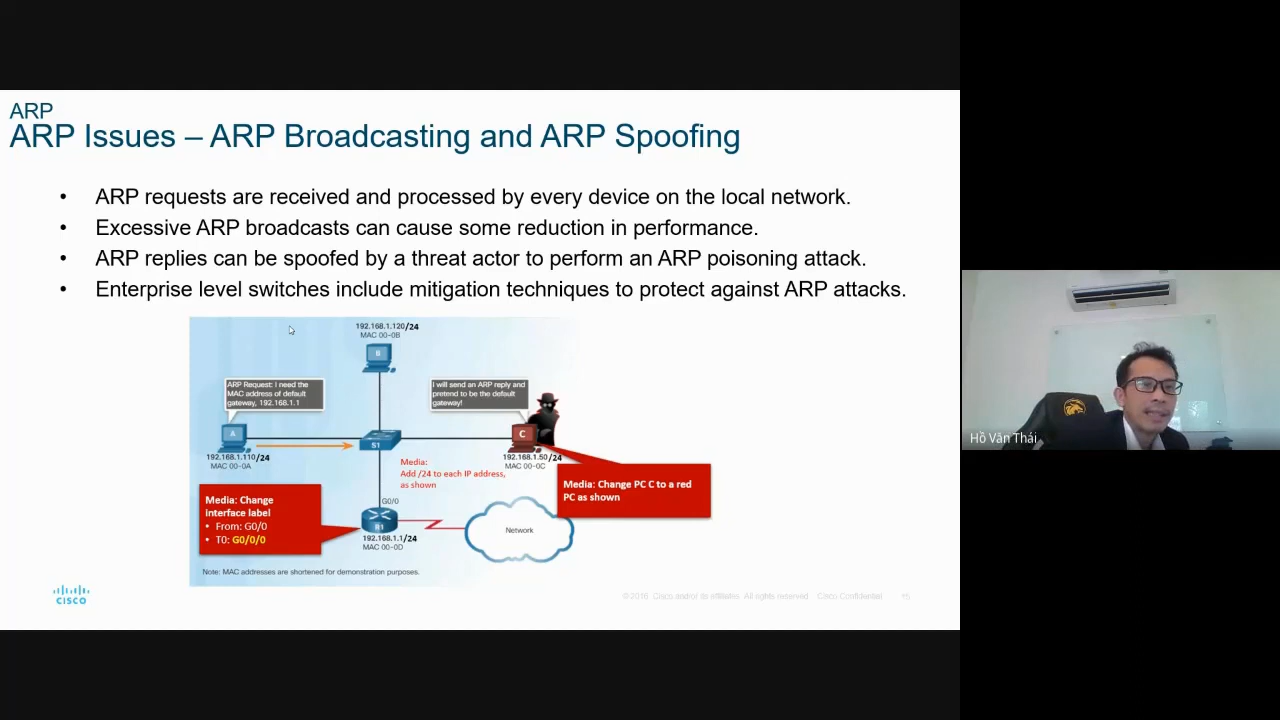 ARP
ARP Issues – ARP Broadcasting and ARP Spoofing
• ARP requests are received and processed by every device on the local network.
• Excessive ARP broadcasts can cause some reduction in performance.
• ARP replies can be spoofed by a threat actor to perform an ARP poisoning attack.
• Enterprise level switches include mitigation techniques to protect against ARP attacks.
192.168.1.120/24
MAC 00-0B
B
ARP Request: I need the
MAC address of default
gateway, 192.168.1.1
I will send an ARP reply and
pretend to be the default
gateway!
A
S1
C
192.168.1.110/24
MAC 00-0A
192.168.1.50/24
MAC 00-0C
Media:
Add /24 to each IP address,
as shown
Media: Change PC C to a red
PC as shown
Media: Change
interface label
• From: G0/0
• T0: G0/0/0
G0/0
R1
192.168.1.1/24
MAC 00-0D
Network
Note: MAC addresses are shortened for demonstration purposes.
CISCO
© 2016 Cisco and/or its affiliates. All rights reserved. Cisco Confidential
15
Hồ Văn Thái